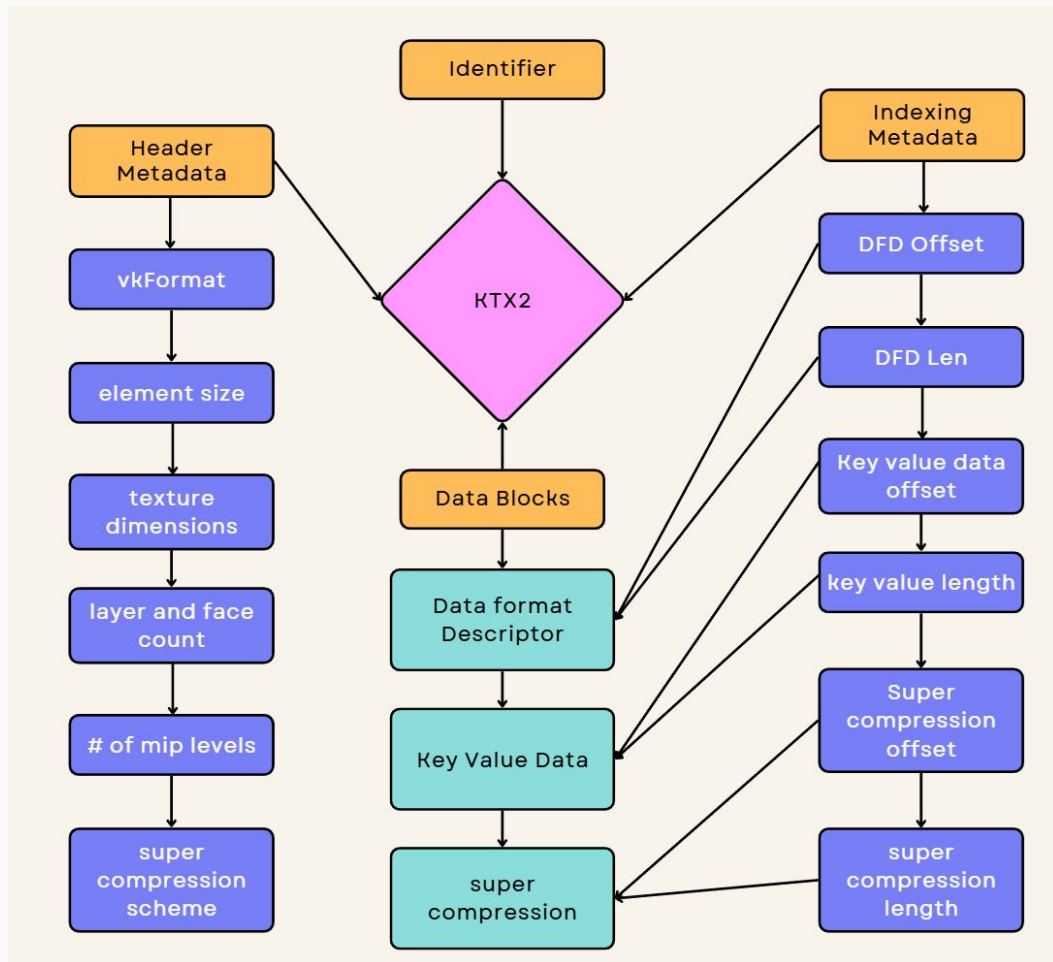 Identifier
Header
Metadata
vkFormat
element size
texture
dimensions
layer and face
count
# of mip levels
super
compression
scheme
KTX2
Data Blocks
Data format
Descriptor
Key Value Data
super
compression
Indexing
Metadata
DFD Offset
DFD Len
Key value data
offset
key value length
Super
compression
offset
super
compression
length